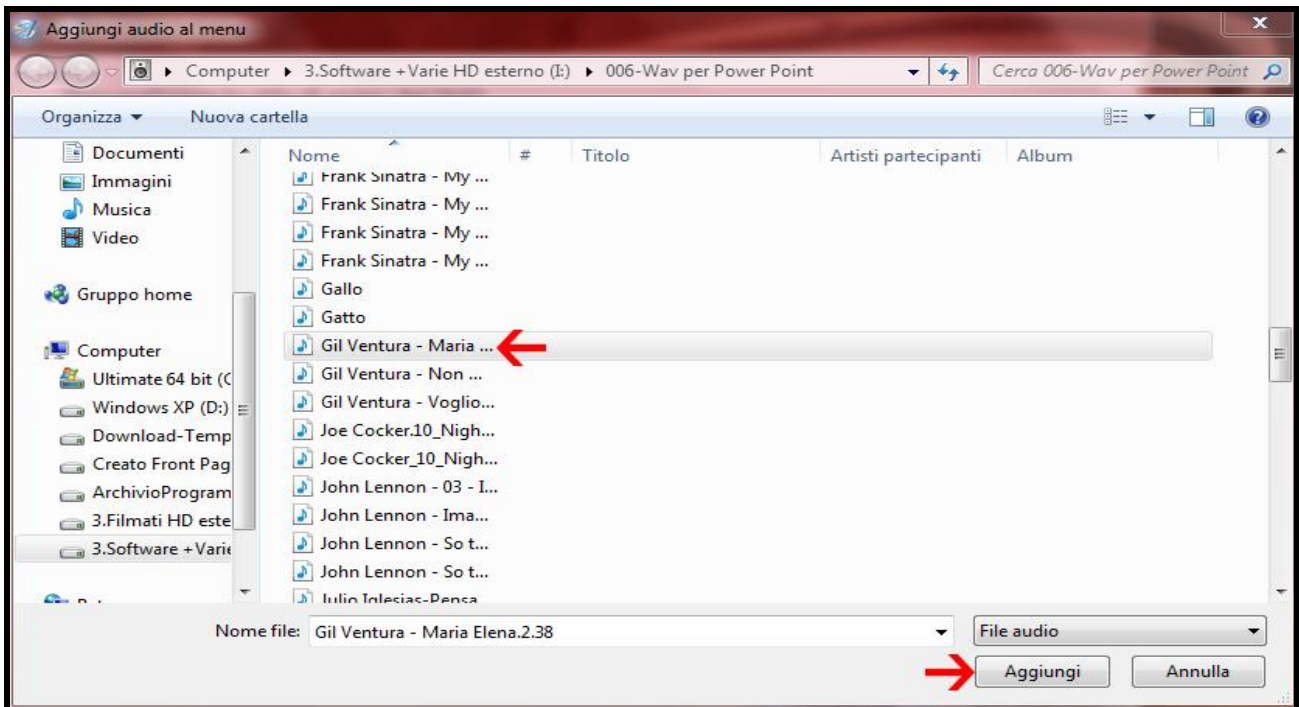 Aggiungi audio al menu
Computer 3.Software +Varie HD esterno (I:) 006-Wav per Power Point Cerca 006-Wav per Power Point
Organizza Nuova cartella
Nome # Titolo Artisti partecipanti Album
Documenti
Immagini
Musica
Video
Gruppo home
Computer
Ultimate 64 bit (C
Windows XP (D:)
Download-Temp
Creato Front Pag
ArchivioProgram
3.Filmati HD este
3.Software +Varie
Frank Sinatra - My ...
Frank Sinatra - My ...
Frank Sinatra - My ...
Frank Sinatra - My ...
Gallo
Gatto
Gil Ventura - Maria ...
Gil Ventura - Non ...
Gil Ventura - Voglio...
Joe Cocker.10_Nigh...
Joe Cocker_10_Nigh...
John Lennon - 03 - I...
John Lennon - Ima...
John Lennon - So t...
John Lennon - So t...
Julio Iglesias-Pensa
Nome file: Gil Ventura - Maria Elena.2.38 File audio
Aggiungi Annulla